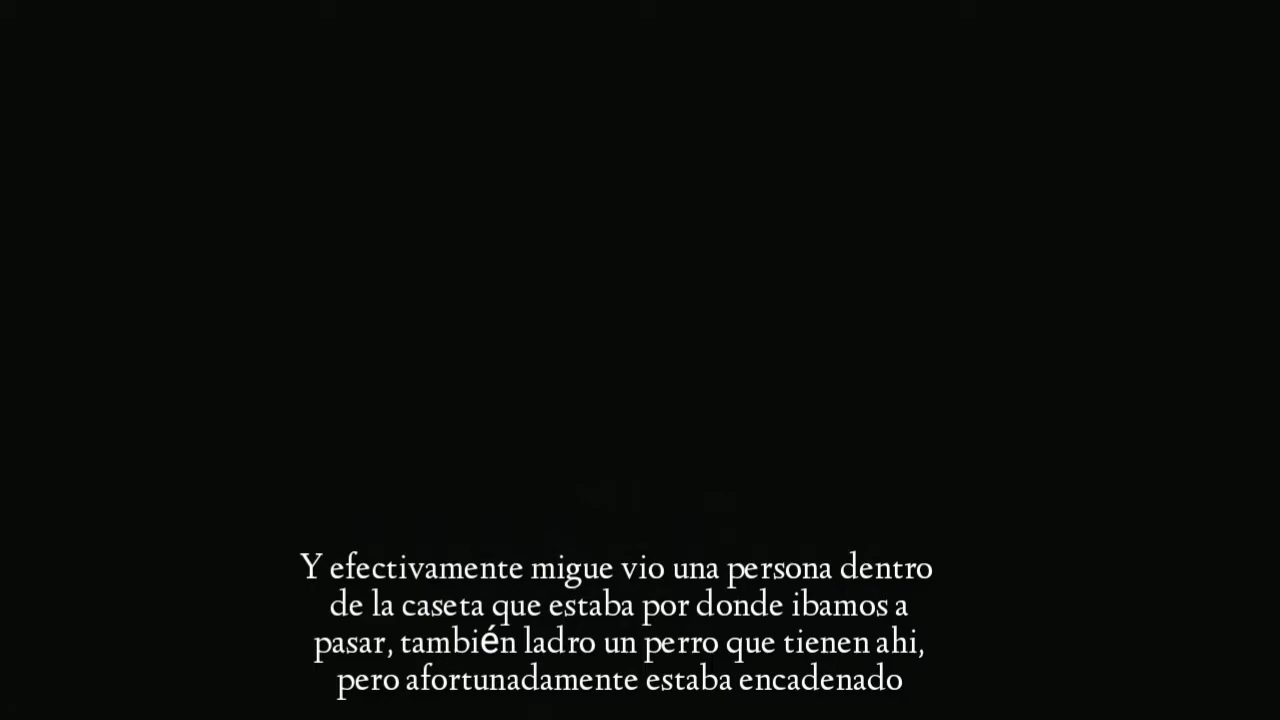 Y efectivamente migue vio una persona dentro
de la caseta que estaba por donde ibamos a
pasar, también ladro un perro que tienen ahi,
pero afortunadamente estaba encadenado